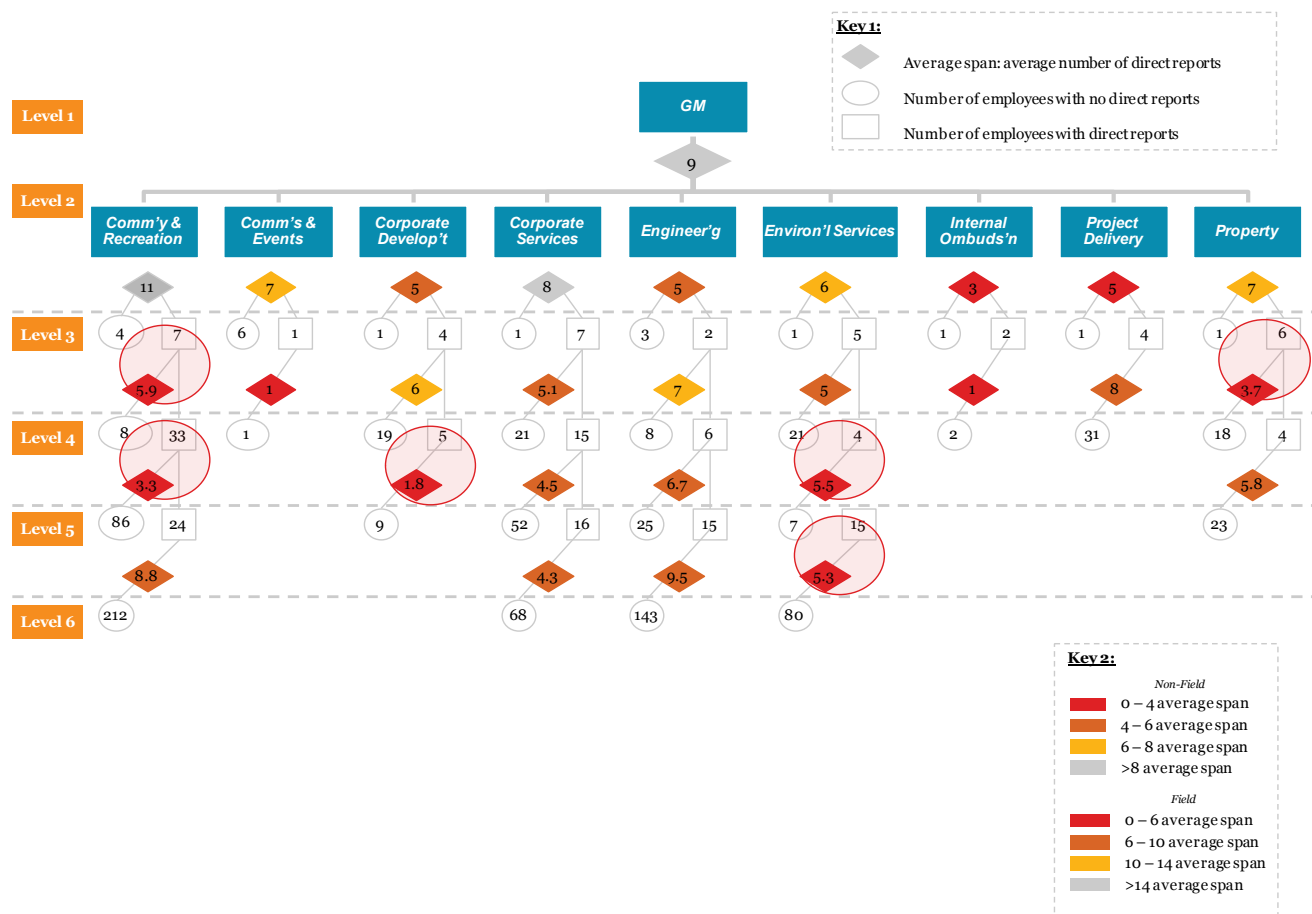 Key 1:
Average span: average number of direct reports
Number of employees with no direct reports
Number of employees with direct reports
Level 1
GM
9
Level 2
Comm'y &
Recreation
Comm's &
Events
Corporate
Develop't
Corporate
Services
Engineer'g
Environ'l Services
Internal
Ombuds'n
Project
Delivery
Property
11 7 5 8 5 6 3 5 7
Level 3
4 7 6 1 1 4 1 7 3 2 1 5 1 2 1 4 1 6
5.9 1 6 5.1 7 1 5 1 8 3.7
Level 4
8 33 1 19 5 21 15 8 6 21 4 2 31 18 4
3.3 1.8 4.5 6.7 5.5 5.8
Level 5
86 24 9 52 16 25 15 7 15 23
8.8 4.3 9.5 5.3
Level 6
212 68 143 80
Key 2:
Non-Field
0 – 4 average span
4 – 6 average span
6 – 8 average span
>8 average span
Field
0 – 6 average span
6 – 10 average span
10 – 14 average span
>14 average span